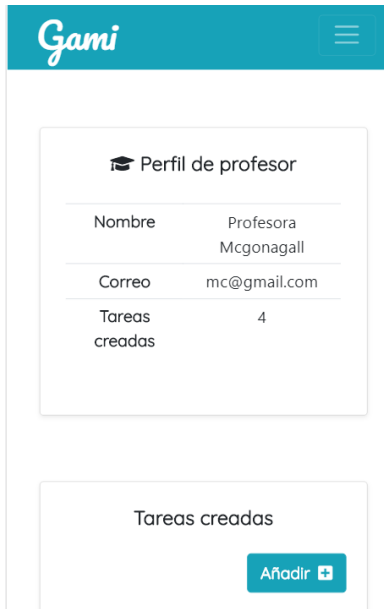 Gami
Perfil de profesor
Nombre Profesora
Mcgonagall
Correo mc@gmail.com
Tareas 4
creadas
Tareas creadas
Añadir